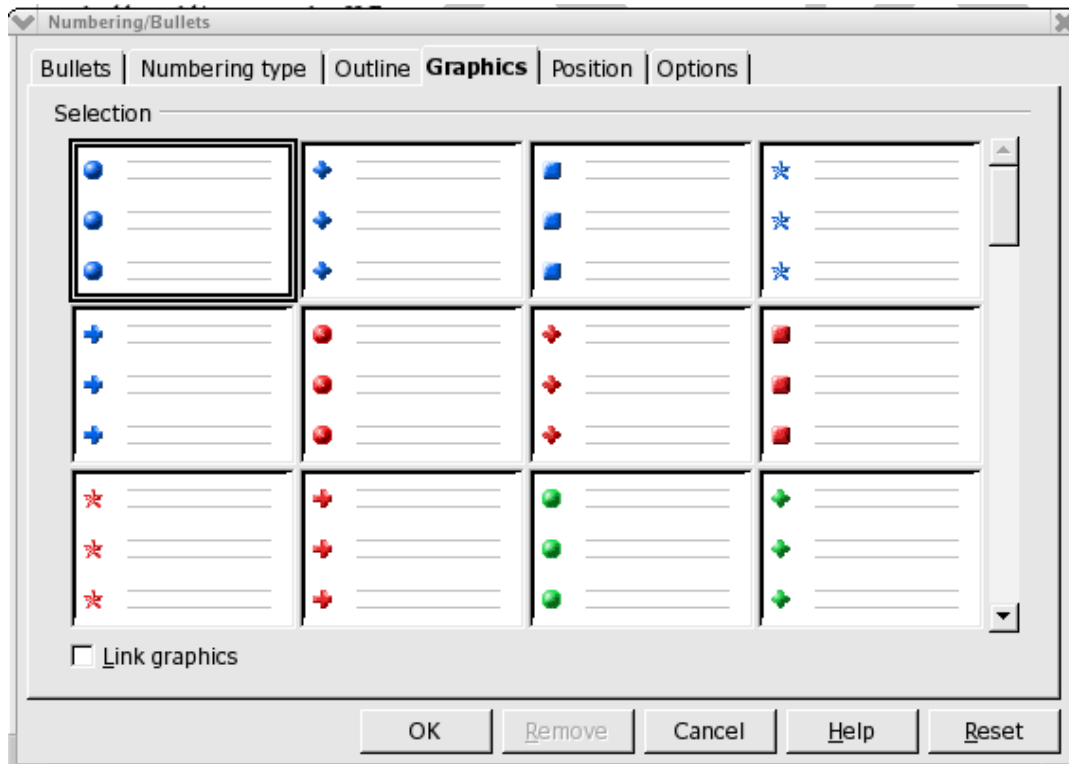 Numbering/Bullets
Bullets Numbering type Outline Graphics Position Options
Selection
Link graphics
OK Remove Cancel Help Reset